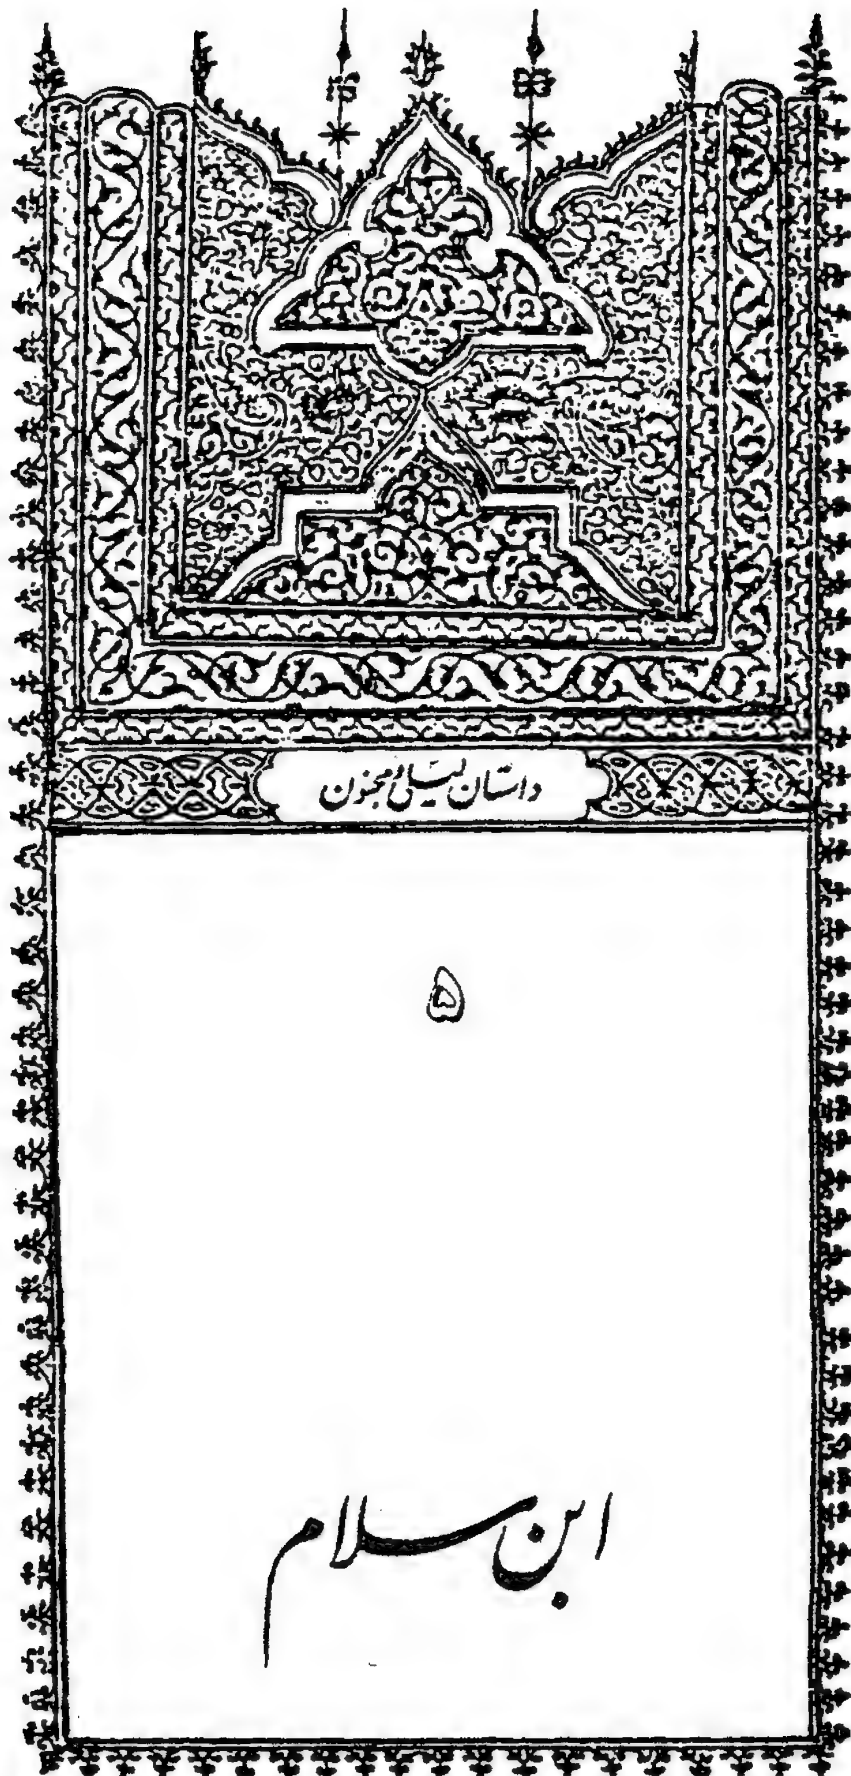 داستان لیلی و مجنون
۵
ابن سلام